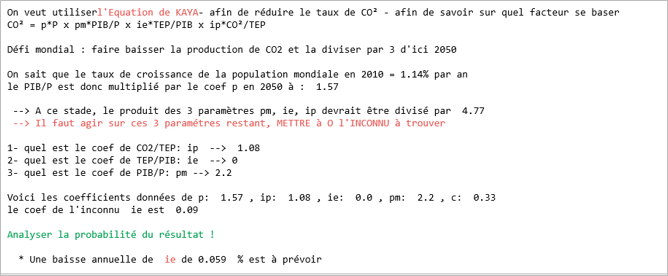 On veut utiliserl'Equation de KAYA- afin de réduire le taux de CO² - afin de savoir sur quel facteur se baser
CO² = p*P x pm*PIB/P x ie*TEP/PIB x ip*CO²/TEP
Défi mondial : faire baisser la production de CO2 et la diviser par 3 d'ici 2050
On sait que le taux de croissance de la population mondiale en 2010 = 1.14% par an
le PIB/P est donc multiplié par le coef p en 2050 à :  1.57
--> A ce stade, le produit des 3 paramètres pm, ie, ip devrait être divisé par  4.77
--> Il faut agir sur ces 3 paramétres restant, METTRE à O l'INCONNU à trouver
1- quel est le coef de CO2/TEP: ip  -->  1.08
2- quel est le coef de TEP/PIB: ie  --> 0
3- quel est le coef de PIB/P: pm --> 2.2
Voici les coefficients données de p:  1.57 , ip:  1.08 , ie:  0.0 , pm:  2.2 , c:  0.33
le coef de l'inconnu  ie est  0.09
Analyser la probabilité du résultat !
* Une baisse annuelle de  ie de 0.059  % est à prévoir